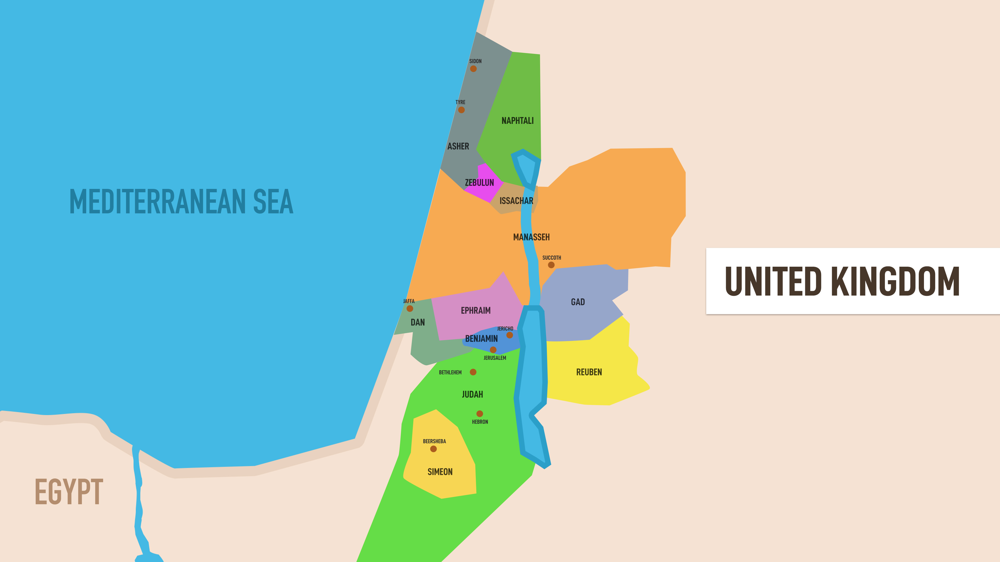 SIDON
TYRE
NAPHTALI
ASHER
ZEBULUN
MEDITERRANEAN SEA
ISSACHAR
MANASSEH
SUCCOTH
UNITED KINGDOM
JAFFA
GAD
EPHRAIM
DAN
JERICHO
BENJAMIN
JERUSALEM
BETHLEHEM
REUBEN
JUDAH
HEBRON
BEERSHEBA
SIMEON
EGYPT